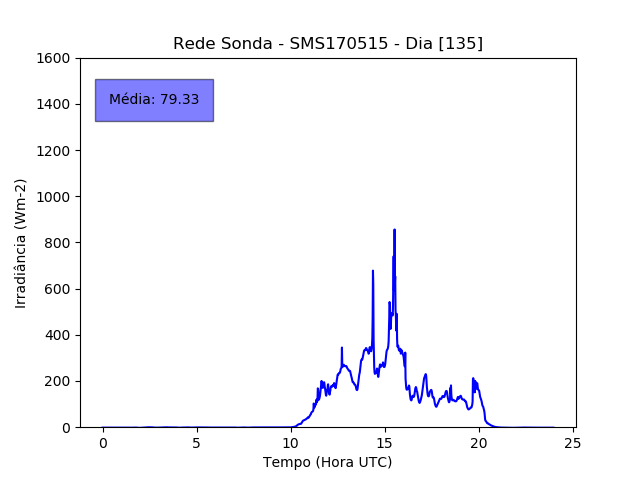 Rede Sonda - SMS170515 - Dia [135]
1600
1400
1200
1000
800
600
400
200
0
Média: 79.33
Irradiância (Wm-2)
0 5 10 15 20 25
Tempo (Hora UTC)